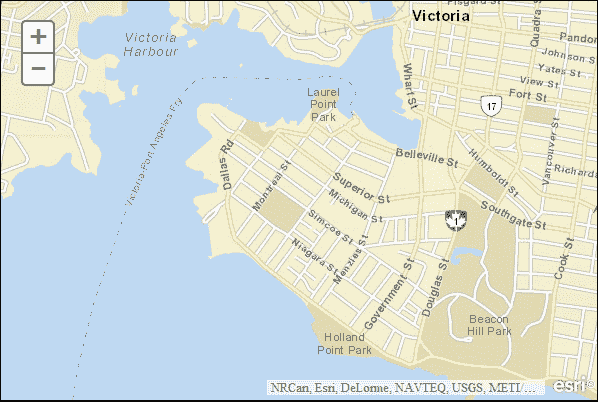 Fisgard St
Victoria
Quadra St
+
Victoria
Harbour
Pandora
Johnson S
Yates St
View St
Fort St
Wharf St
Laurel
Point
Park
17
Victoria-Port Angeles Fry
Dallas Rd
Belleville St
Humboldt St
Vancouver St
Richards
Montreal St
Superior St
Michigan St
Southgate St
1
Simcoe St
Niagara St
Menzies St
Government St
Douglas St
Cook St
Beacon
Hill Park
Holland
Point Park
−
NRCan, Esri, DeLorme, NAVTEQ, USGS, METI/ ...
esri